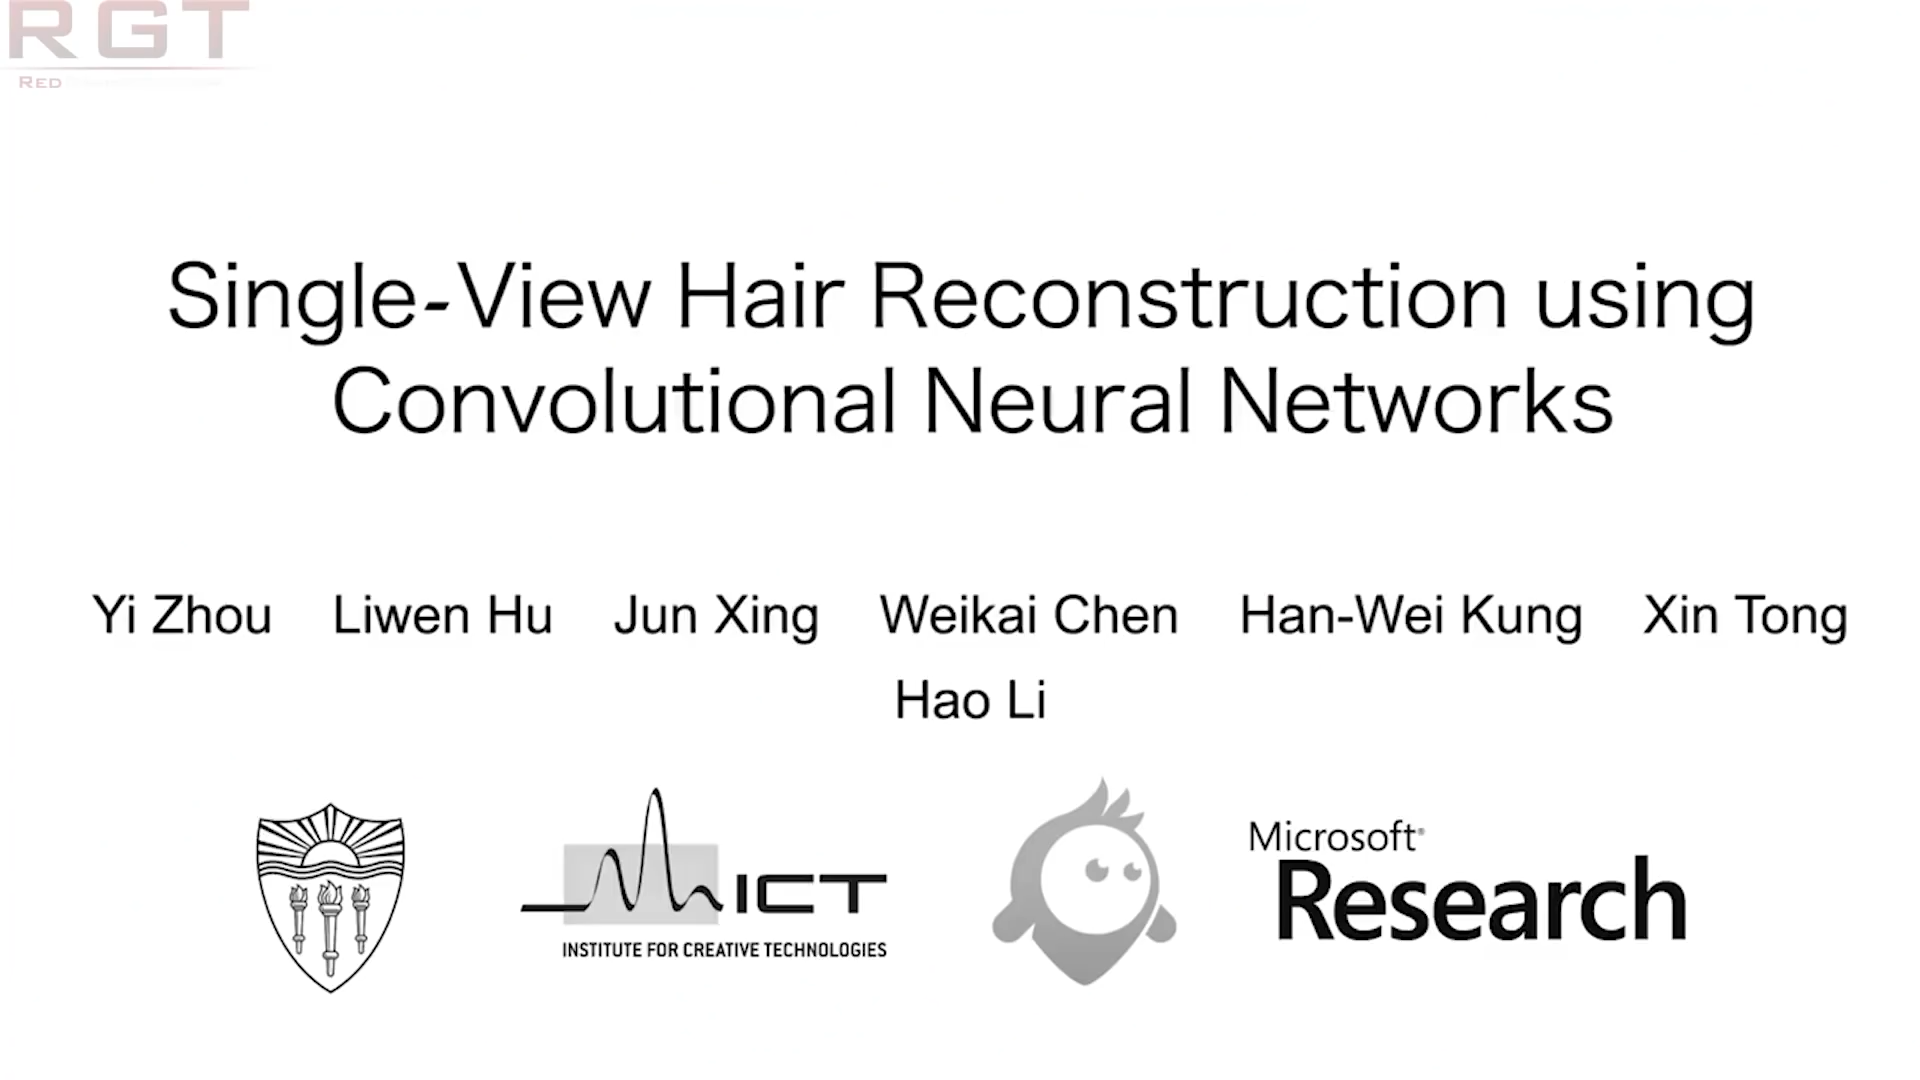 RGT
RED
Single-View Hair Reconstruction using
Convolutional Neural Networks
Yi Zhou Liwen Hu Jun Xing Weikai Chen Han-Wei Kung Xin Tong
Hao Li
ICT
INSTITUTE FOR CREATIVE TECHNOLOGIES
Microsoft®
Research